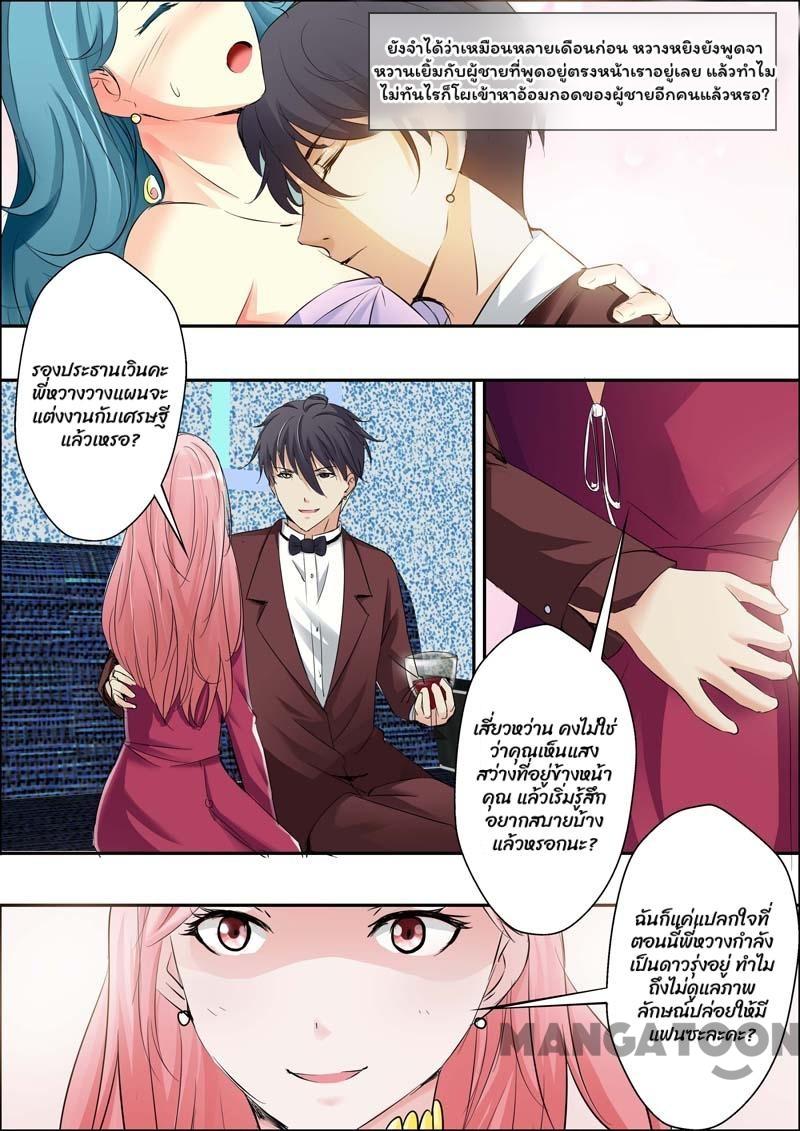 ยังจำได้ว่าเหมือนหลายเดือนก่อน หวางหยิงยังพูดจา
หวานเยิ้มกับผู้ชายที่พูดอยู่ตรงหน้าเราอยู่เลย แล้วทำไม
ไม่ทันไรก็โผเข้าหาอ้อมกอดของผู้ชายอีกคนแล้วหรอ?
รองประธานเวินคะ
พี่หวางวางแผนจะ
แต่งงานกับเศรษฐี
แล้วเหรอ?
เสี่ยวหว่าน คงไม่ใช่
ว่าคุณเห็นแสง
สว่างที่อยู่ข้างหน้า
คุณ แล้วเริ่มรู้สึก
อยากสบายบ้าง
แล้วหรอกนะ?
ฉันก็แค่แปลกใจที่
ตอนนี้พี่หวางกำลัง
เป็นดาวรุ่งอยู่ ทำไม
ถึงไม่ดูแลภาพ
ลักษณ์ปล่อยให้มี
แฟนซะละคะ?
MANGATOON